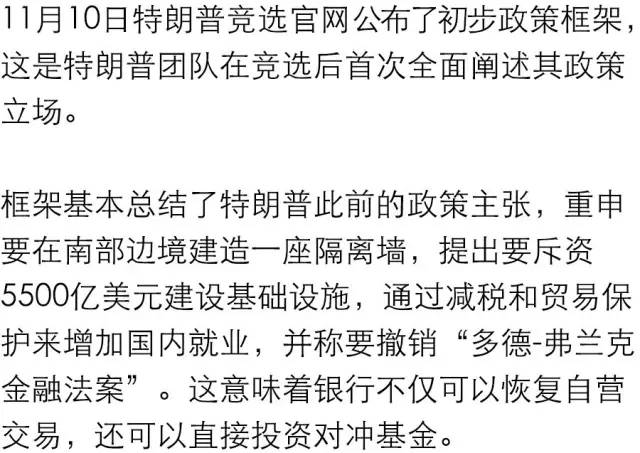 11月10日特朗普竞选官网公布了初步政策框架，
这是特朗普团队在竞选后首次全面阐述其政策
立场。
框架基本总结了特朗普此前的政策主张，重申
要在南部边境建造一座隔离墙，提出要斥资
5500亿美元建设基础设施，通过减税和贸易保
护来增加国内就业，并称要撤销“多德-弗兰克
金融法案”。这意味着银行不仅可以恢复自营
交易，还可以直接投资对冲基金。